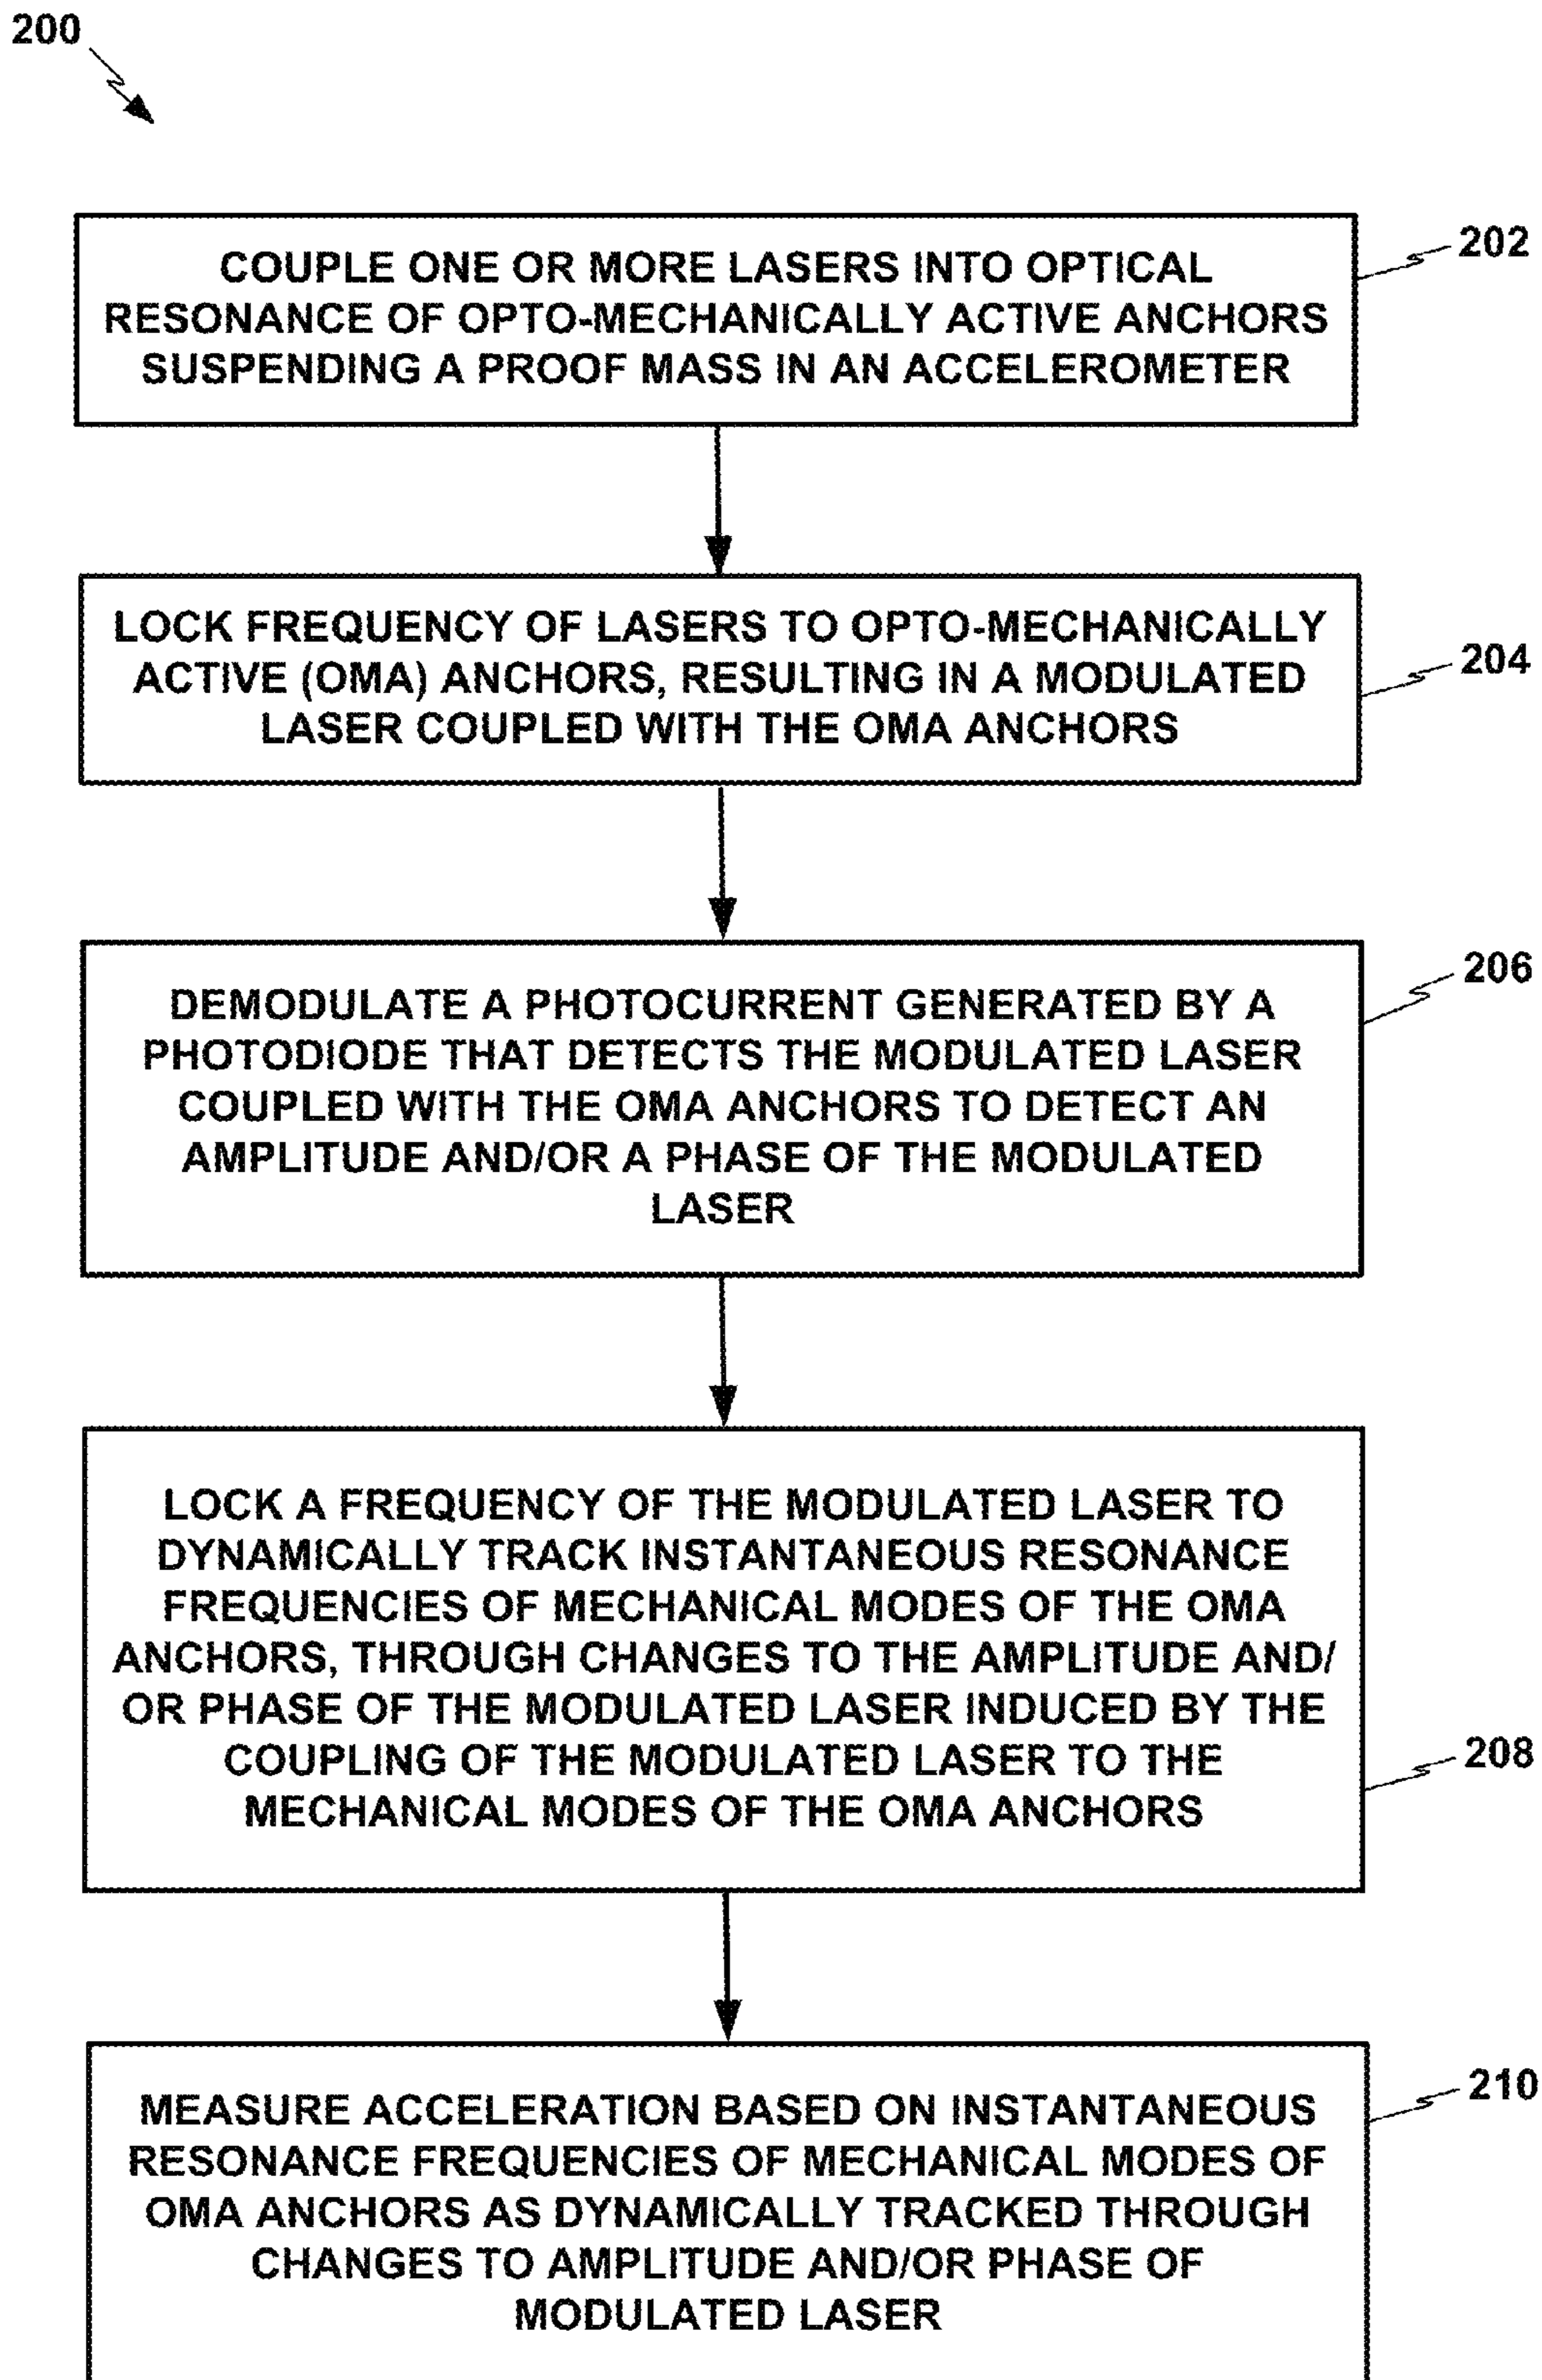 200
COUPLE ONE OR MORE LASERS INTO OPTICAL
RESONANCE OF OPTO-MECHANICALLY ACTIVE ANCHORS
SUSPENDING A PROOF MASS IN AN ACCELEROMETER
202
LOCK FREQUENCY OF LASERS TO OPTO-MECHANICALLY
ACTIVE (OMA) ANCHORS, RESULTING IN A MODULATED
LASER COUPLED WITH THE OMA ANCHORS
204
DEMODULATE A PHOTOCURRENT GENERATED BY A
PHOTODIODE THAT DETECTS THE MODULATED LASER
COUPLED WITH THE OMA ANCHORS TO DETECT AN
AMPLITUDE AND/OR A PHASE OF THE MODULATED
LASER
206
LOCK A FREQUENCY OF THE MODULATED LASER TO
DYNAMICALLY TRACK INSTANTANEOUS RESONANCE
FREQUENCIES OF MECHANICAL MODES OF THE OMA
ANCHORS, THROUGH CHANGES TO THE AMPLITUDE AND/
OR PHASE OF THE MODULATED LASER INDUCED BY THE
COUPLING OF THE MODULATED LASER TO THE
MECHANICAL MODES OF THE OMA ANCHORS
208
MEASURE ACCELERATION BASED ON INSTANTANEOUS
RESONANCE FREQUENCIES OF MECHANICAL MODES OF
OMA ANCHORS AS DYNAMICALLY TRACKED THROUGH
CHANGES TO AMPLITUDE AND/OR PHASE OF
MODULATED LASER
210